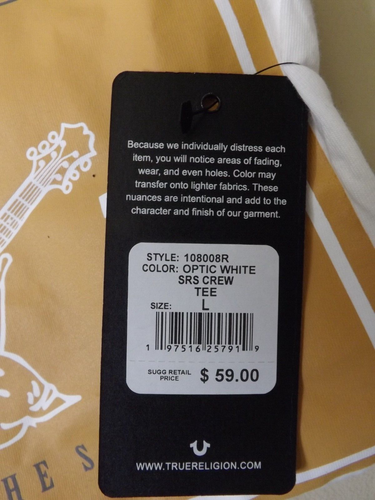 Because we individually distress each
item, you will notice areas of fading,
wear, and even holes. Color may
transfer onto lighter fabrics. These
nuances are intentional and add to the
character and finish of our garment.
STYLE: 108008R
COLOR: OPTIC WHITE
SRS CREW
TEE
SIZE: L
1 97516 25791 9
SUGG RETAIL
PRICE $ 59.00
WWW.TRUERELIGION.COM
HES